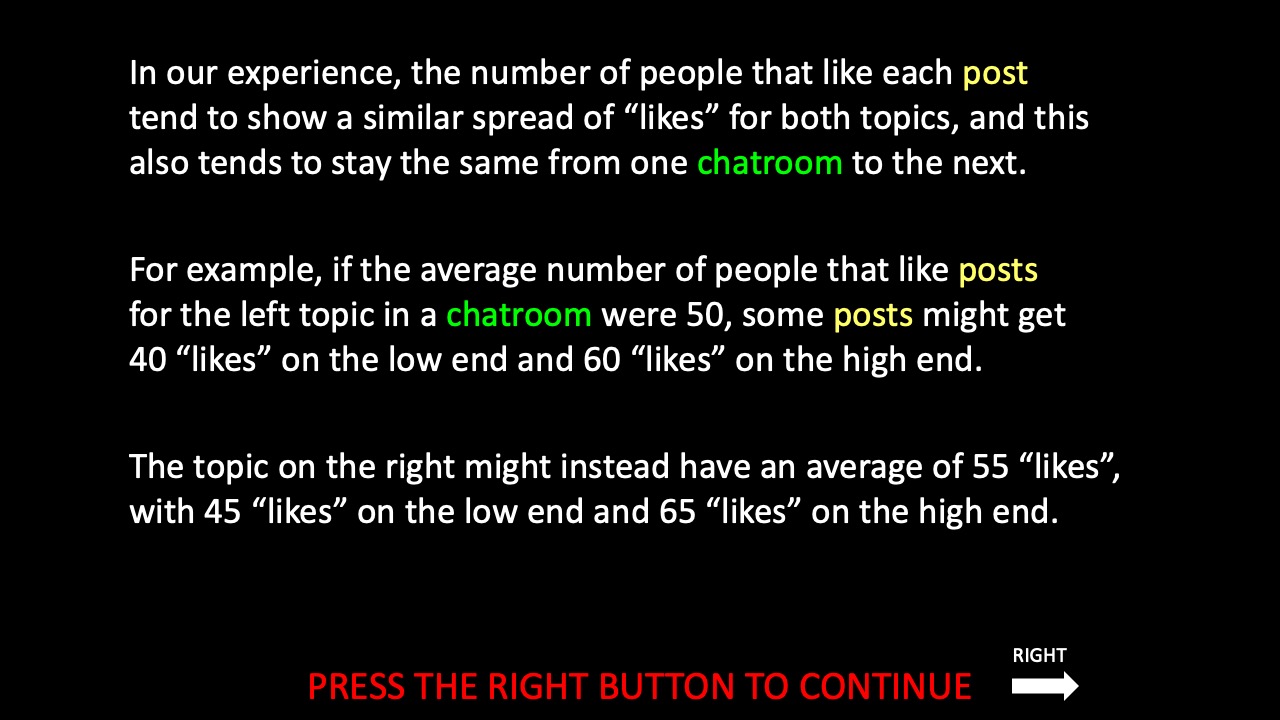 In our experience, the number of people that like each post
tend to show a similar spread of “likes” for both topics, and this
also tends to stay the same from one chatroom to the next.
For example, if the average number of people that like posts
for the left topic in a chatroom were 50, some posts might get
40 “likes” on the low end and 60 “likes” on the high end.
The topic on the right might instead have an average of 55 “likes”,
with 45 “likes” on the low end and 65 “likes” on the high end.
RIGHT
PRESS THE RIGHT BUTTON TO CONTINUE